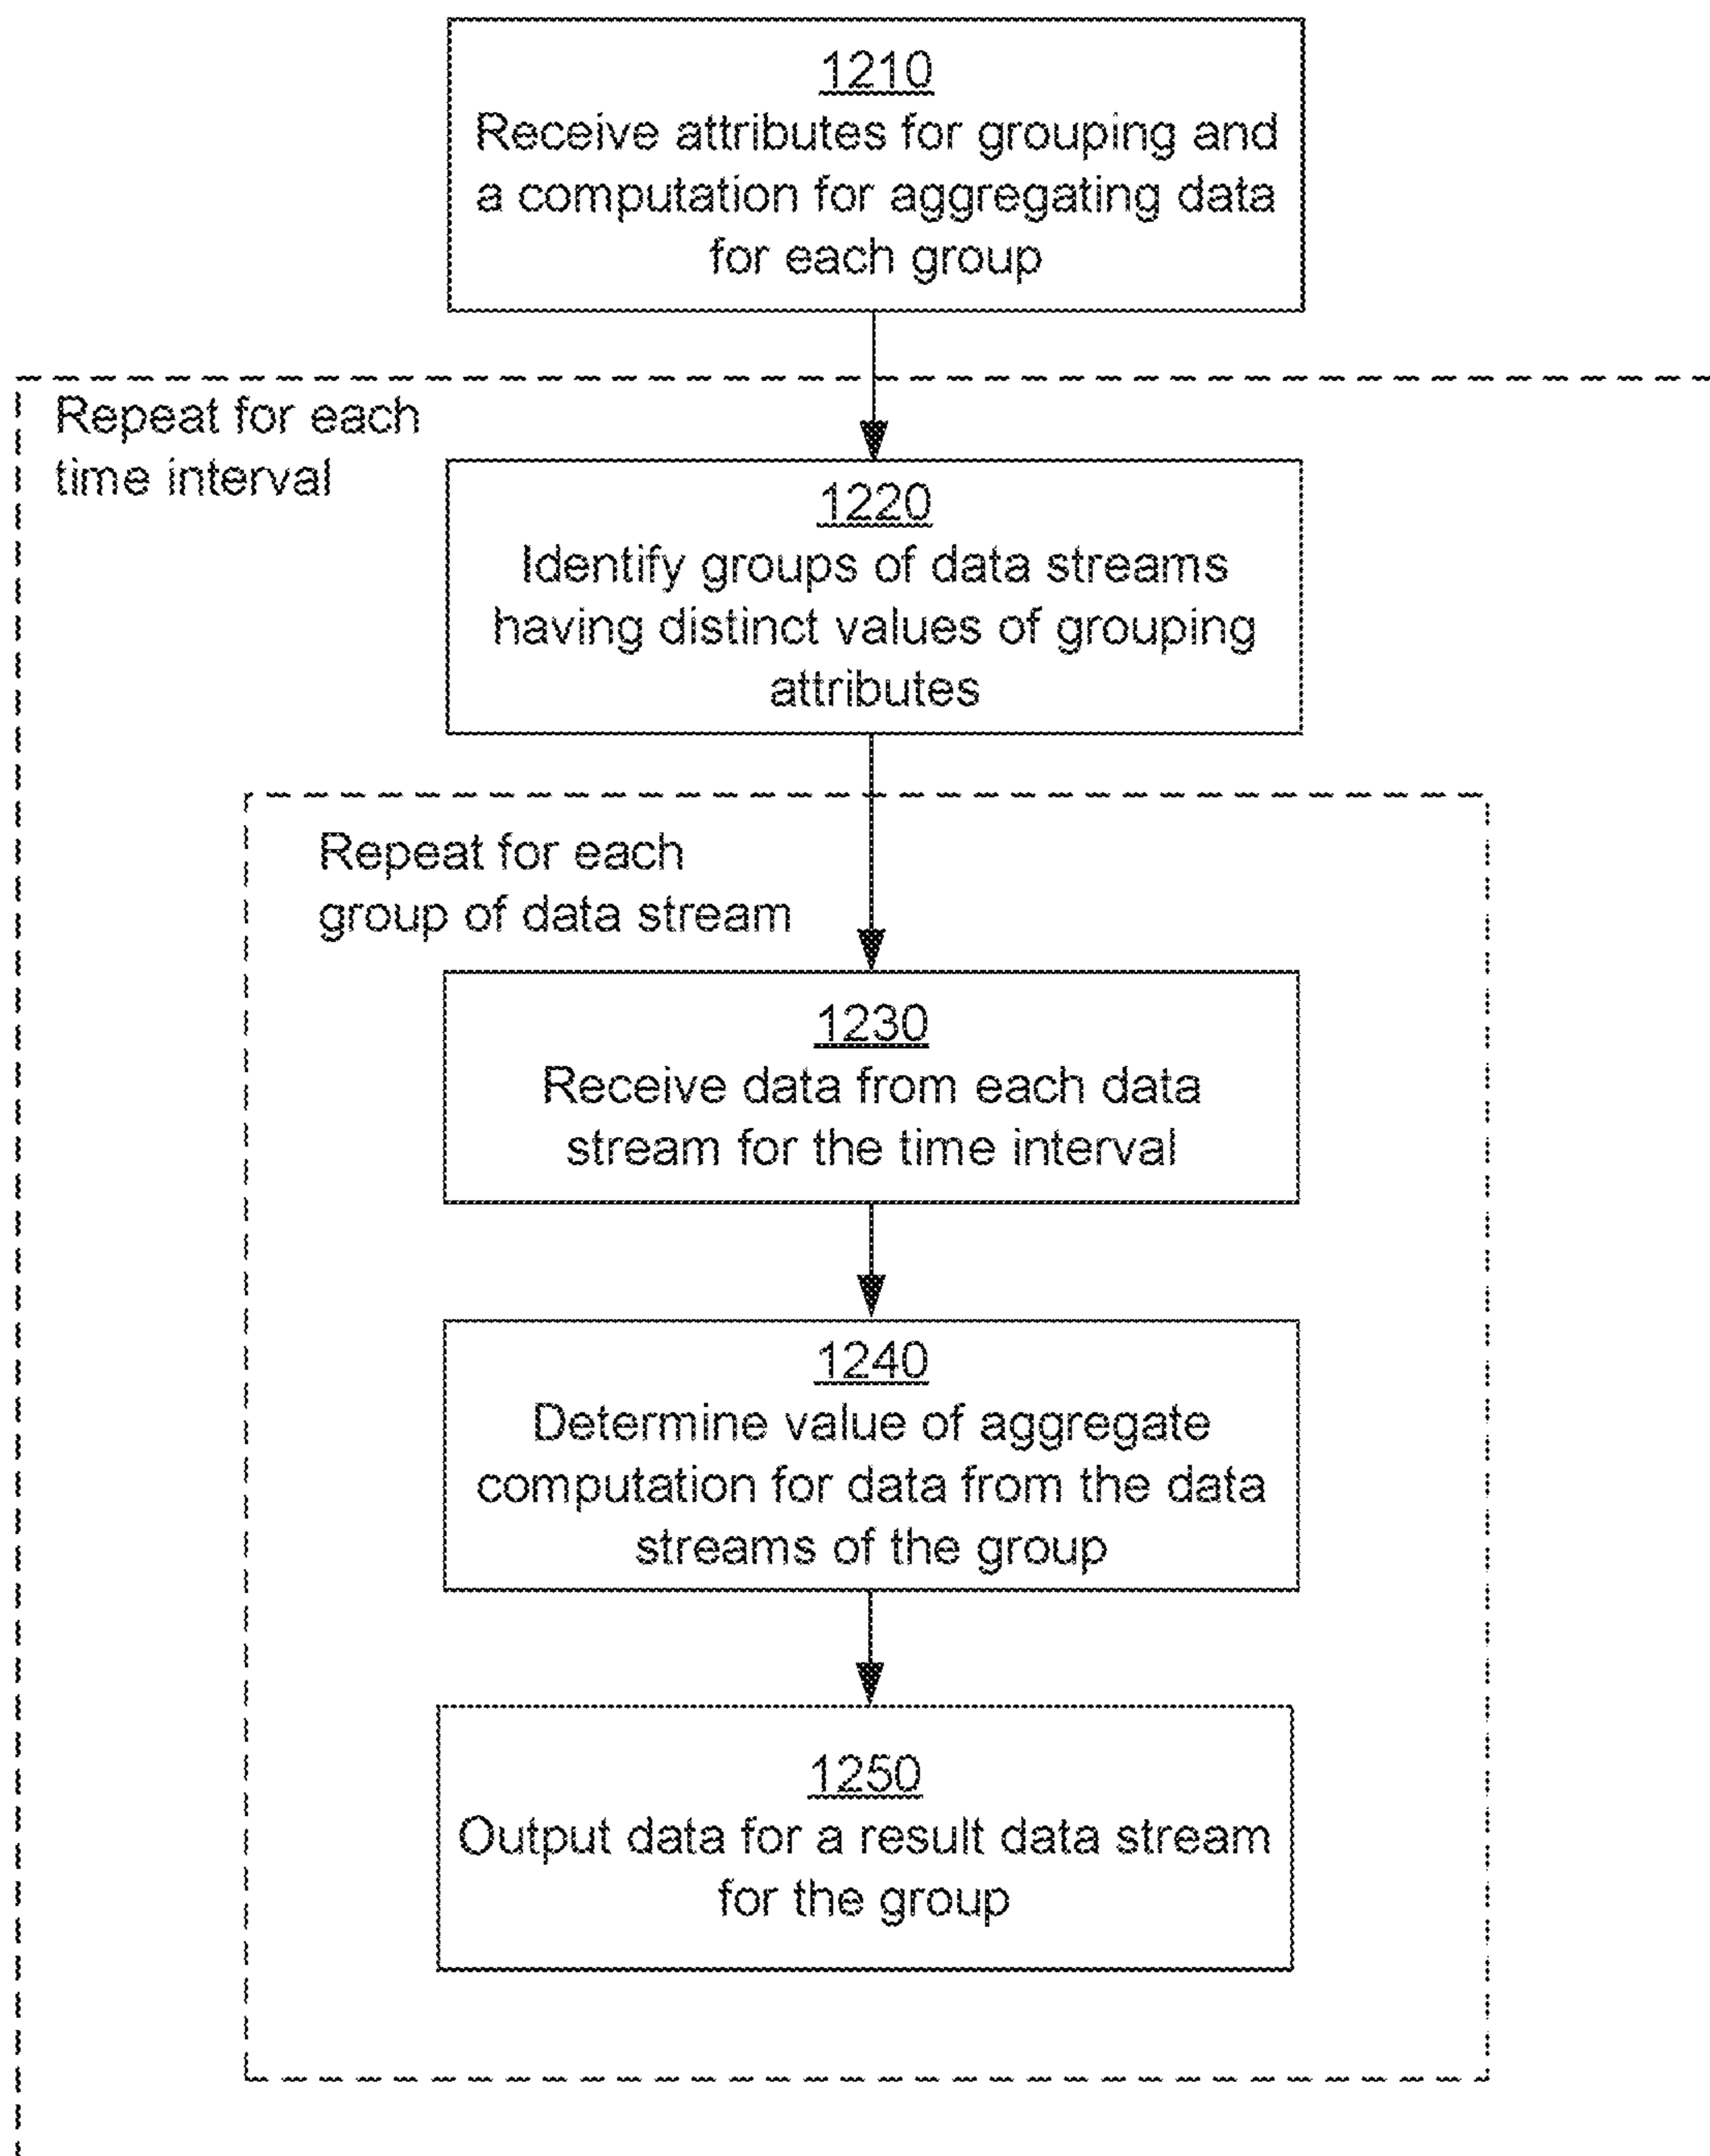 1210
Receive attributes for grouping and
a computation for aggregating data
for each group
Repeat for each
time interval
1220
Identify groups of data streams
having distinct values of grouping
attributes
Repeat for each
group of data stream
1230
Receive data from each data
stream for the time interval
1240
Determine value of aggregate
computation for data from the data
streams of the group
1250
Output data for a result data stream
for the group